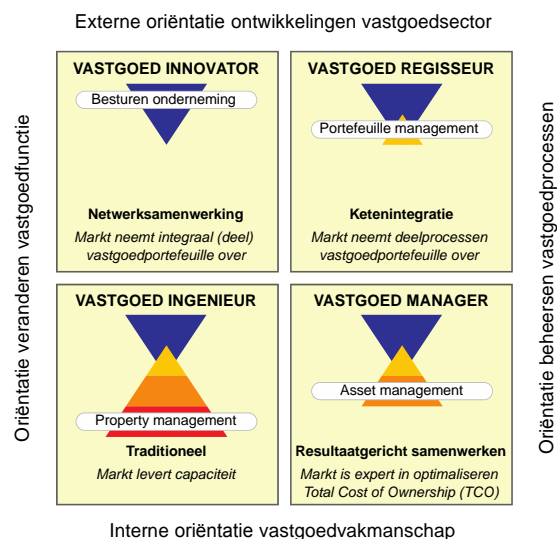 Externe oriëntatie ontwikkelingen vastgoedsector
Oriëntatie veranderen vastgoedfunctie
VASTGOED INNOVATOR
Besturen onderneming
Netwerksamenwerking
Markt neemt integraal (deel)
vastgoedportefeuille over
VASTGOED REGISSEUR
Portefeuille management
Ketenintegratie
Markt neemt deelprocessen
vastgoedportefeuille over
VASTGOED INGENIEUR
Property management
Traditioneel
Markt levert capaciteit
VASTGOED MANAGER
Asset management
Resultaatgericht samenwerken
Markt is expert in optimaliseren
Total Cost of Ownership (TCO)
Oriëntatie beheersen vastgoedprocessen
Interne oriëntatie vastgoedvakmanschap